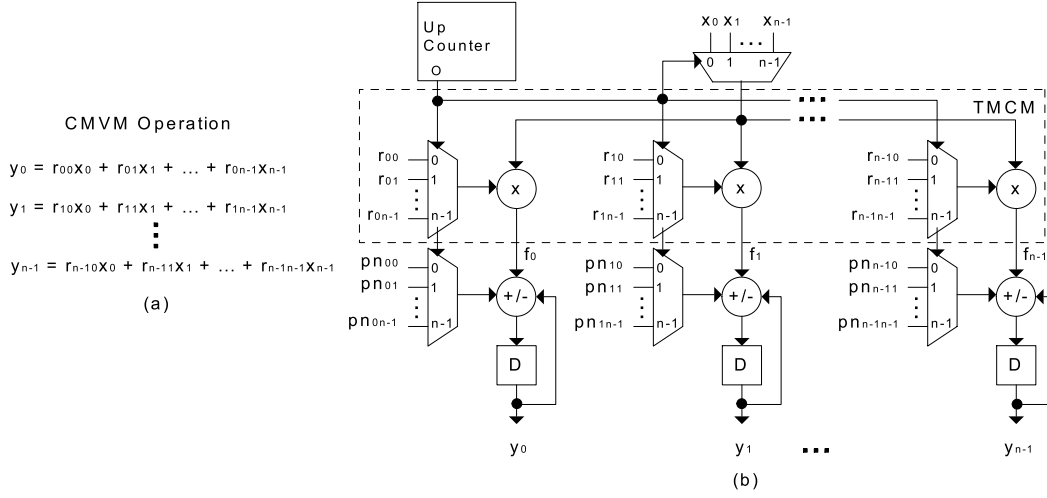 Up
Counter
O
x0 x1 ... xn-1
0 1 n-1
TMCM
CMVM Operation
y0 = r00x0 + r01x1 + ... + r0n-1xn-1
y1 = r10x0 + r11x1 + ... + r1n-1xn-1
yn-1 = rn-10x0 + rn-11x1 + ... + rn-1n-1xn-1
(a)
r00 0
r01 1
r0n-1 n-1
x
r10 0
r11 1
r1n-1 n-1
x
rn-10 0
rn-11 1
rn-1n-1 n-1
x
f0
f1
fn-1
pn00 0
pn01 1
pn0n-1 n-1
+/-
pn10 0
pn11 1
pn1n-1 n-1
+/-
pnn-10 0
pnn-11 1
pnn-1n-1 n-1
+/-
D
D
D
y0
y1
...
yn-1
(b)